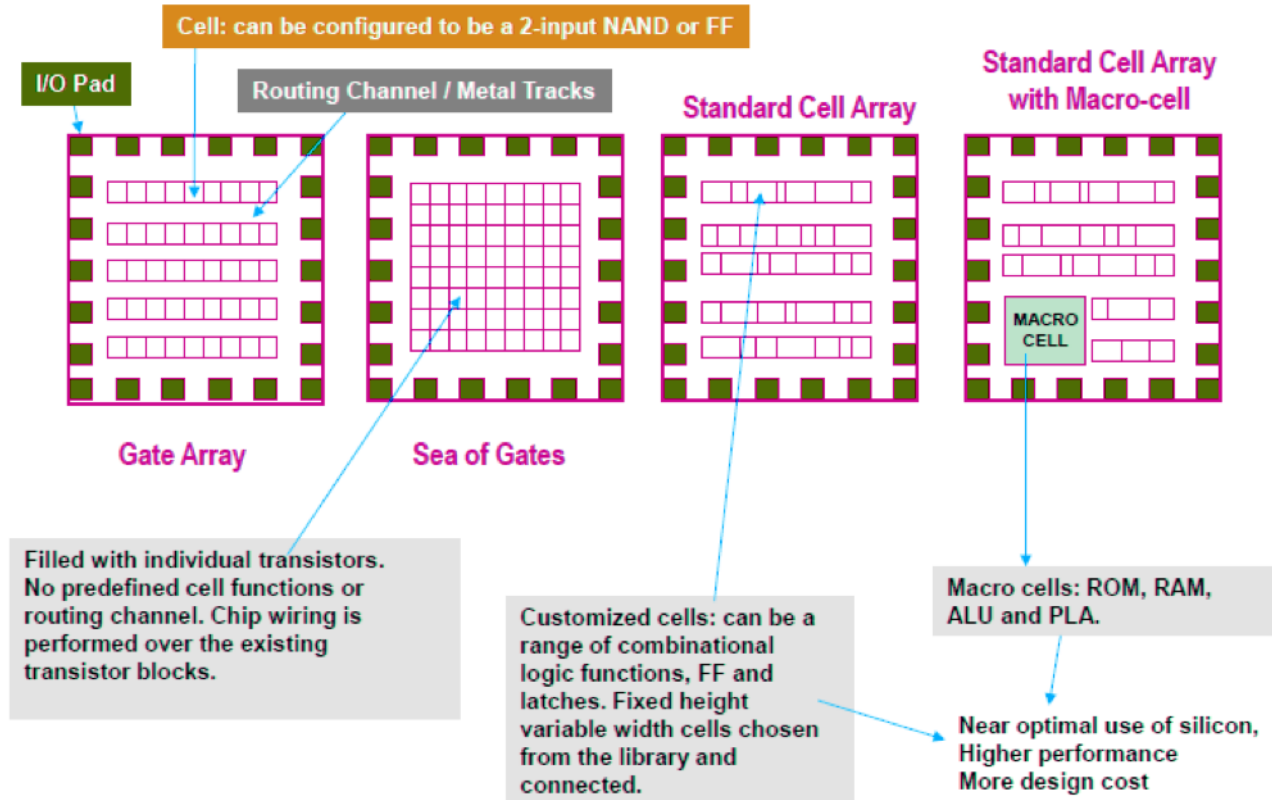 Cell: can be configured to be a 2-input NAND or FF
I/O Pad
Routing Channel / Metal Tracks
Standard Cell Array
Standard Cell Array
with Macro-cell
MACRO
CELL
Gate Array
Sea of Gates
Filled with individual transistors.
No predefined cell functions or
routing channel. Chip wiring is
performed over the existing
transistor blocks.
Customized cells: can be a
range of combinational
logic functions, FF and
latches. Fixed height
variable width cells chosen
from the library and
connected.
Macro cells: ROM, RAM,
ALU and PLA.
Near optimal use of silicon,
Higher performance
More design cost